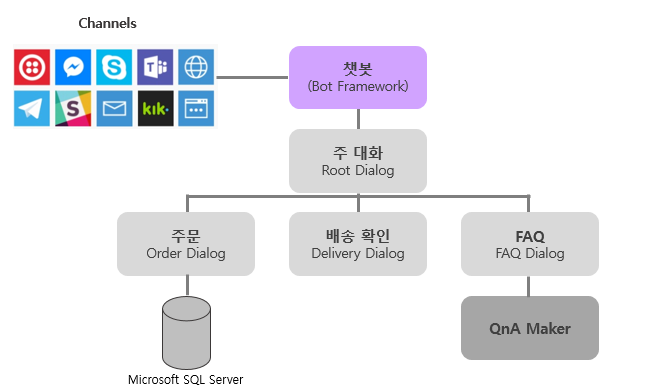 Channels
kik.
챗봇
(Bot Framework)
주 대화
Root Dialog
주문
Order Dialog
배송 확인
Delivery Dialog
FAQ
FAQ Dialog
QnA Maker
Microsoft SQL Server